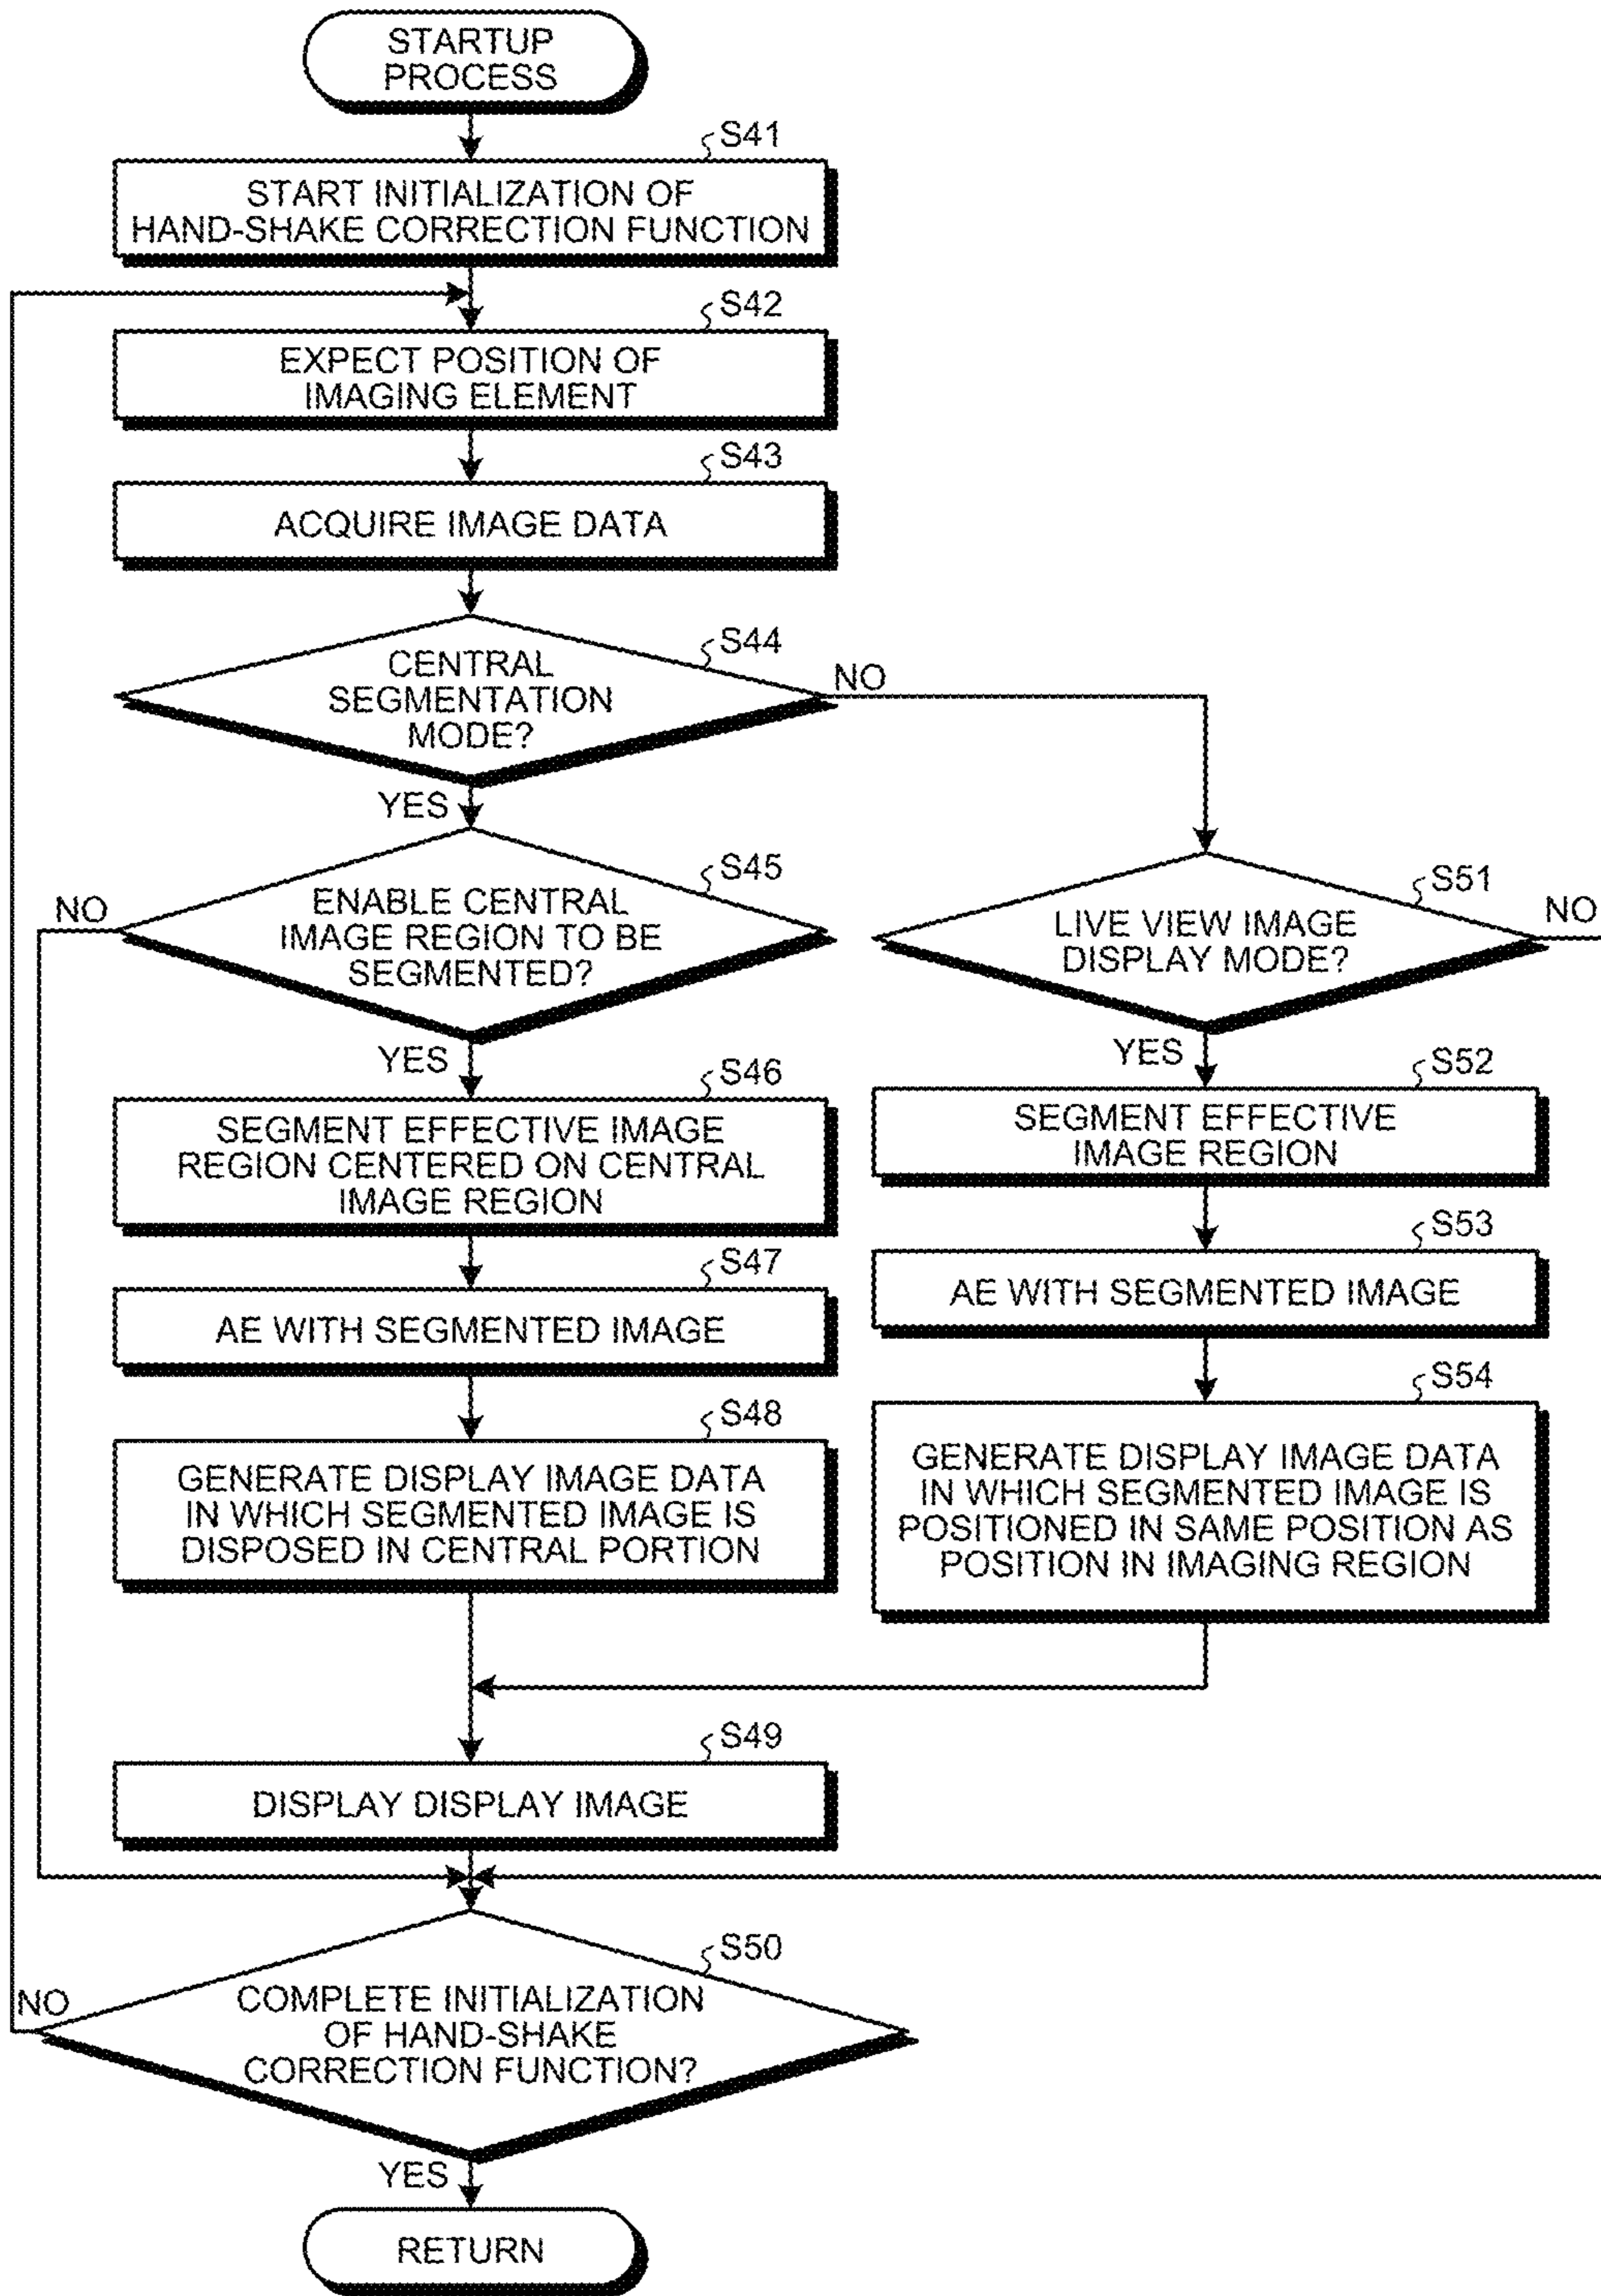 STARTUP
PROCESS
S41
START INITIALIZATION OF
HAND-SHAKE CORRECTION FUNCTION
S42
EXPECT POSITION OF
IMAGING ELEMENT
S43
ACQUIRE IMAGE DATA
S44
CENTRAL
SEGMENTATION
MODE?
NO
YES
S45
NO
ENABLE CENTRAL
IMAGE REGION TO BE
SEGMENTED?
YES
S51
NO
LIVE VIEW IMAGE
DISPLAY MODE?
YES
S46
SEGMENT EFFECTIVE IMAGE
REGION CENTERED ON CENTRAL
IMAGE REGION
S52
SEGMENT EFFECTIVE
IMAGE REGION
S47
AE WITH SEGMENTED IMAGE
S53
AE WITH SEGMENTED IMAGE
S48
GENERATE DISPLAY IMAGE DATA
IN WHICH SEGMENTED IMAGE IS
DISPOSED IN CENTRAL PORTION
S54
GENERATE DISPLAY IMAGE DATA
IN WHICH SEGMENTED IMAGE IS
POSITIONED IN SAME POSITION AS
POSITION IN IMAGING REGION
S49
DISPLAY DISPLAY IMAGE
S50
NO
COMPLETE INITIALIZATION
OF HAND-SHAKE
CORRECTION FUNCTION?
YES
RETURN